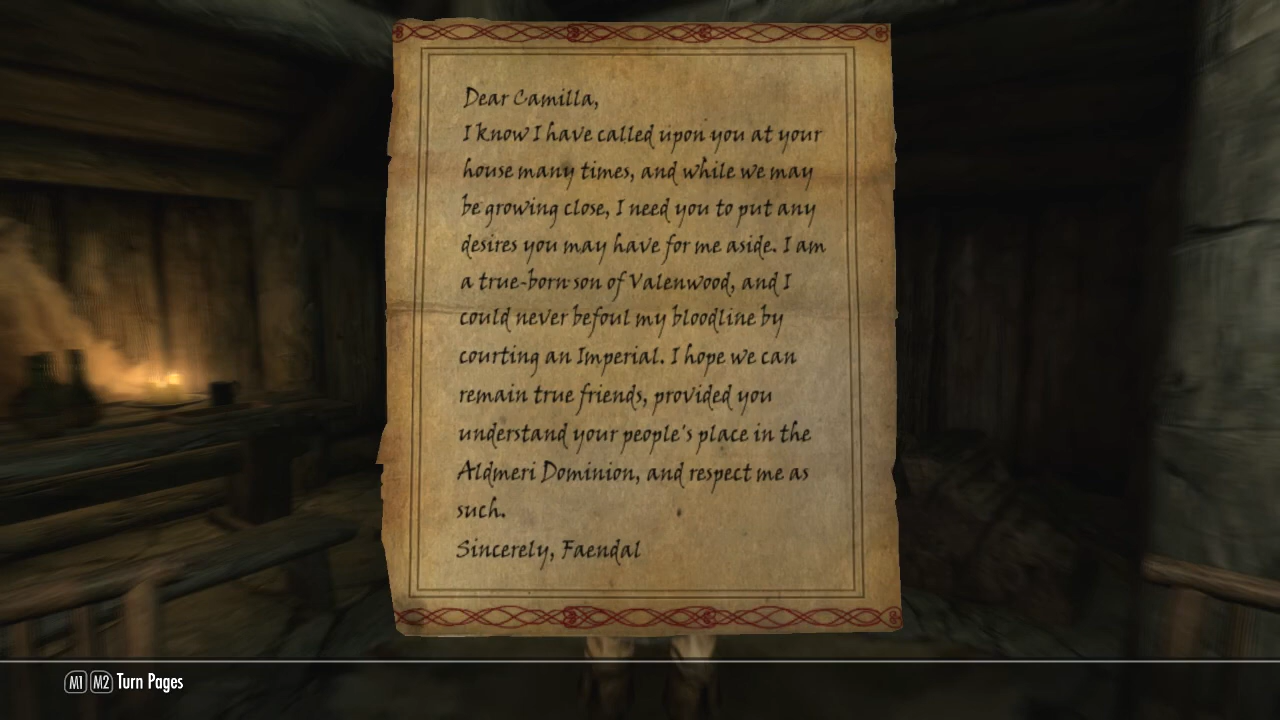 Dear Camilla,
I know I have called upon you at your
house many times, and while we may
be growing close, I need you to put any
desires you may have for me aside. I am
a true-born son of Valenwood, and I
could never befoul my bloodline by
courting an Imperial. I hope we can
remain true friends, provided you
understand your people's place in the
Aldmeri Dominion, and respect me as
such.
Sincerely, Faendal
M1 M2 Turn Pages